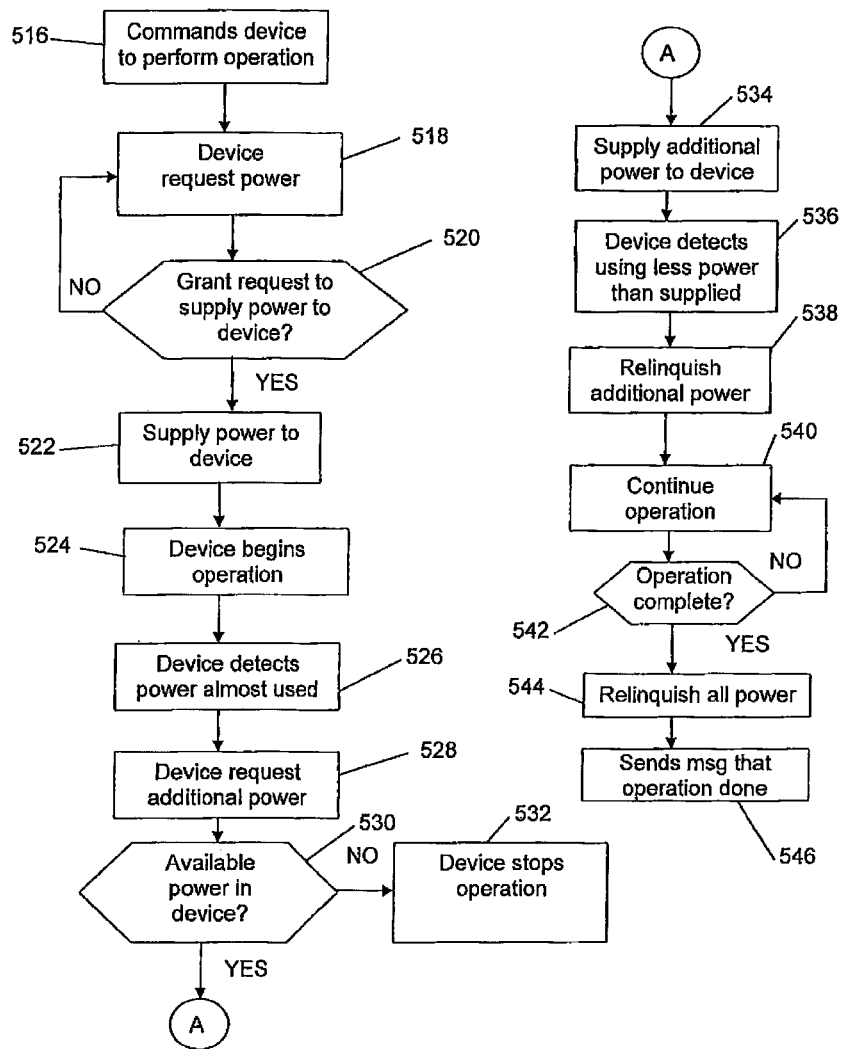 516
Commands device
to perform operation
518
Device
request power
520
NO
Grant request to
supply power to
device?
YES
522
Supply power to
device
524
Device begins
operation
526
Device detects
power almost used
528
Device request
additional power
530
Available
power in
device?
NO
532
Device stops
operation
YES
A
A
534
Supply additional
power to device
536
Device detects
using less power
than supplied
538
Relinquish
additional power
540
Continue
operation
NO
Operation
complete?
542
YES
544
Relinquish all power
Sends msg that
operation done
546